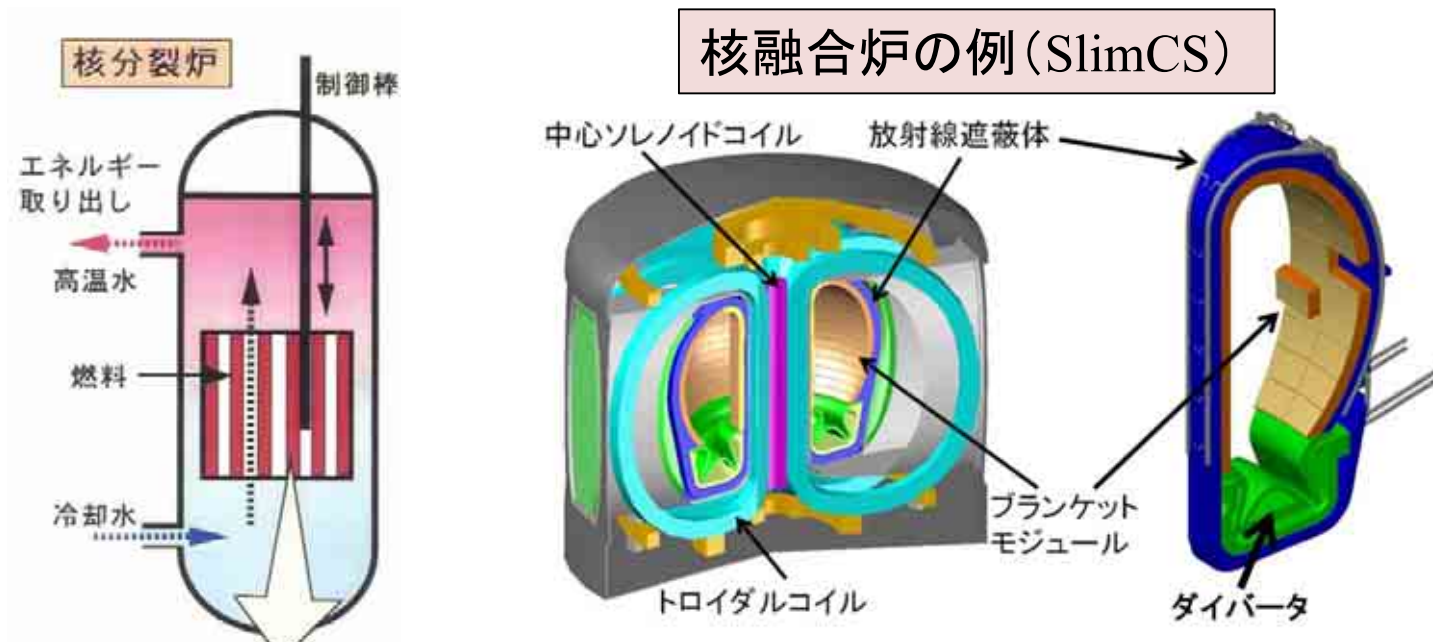 核分裂炉
制御棒
エネルギー
取り出し
高温水
燃料
冷却水
核融合炉の例(SlimCS)
中心ソレノイドコイル
放射線遮蔽体
ブランケット
モジュール
トロイダルコイル
ダイバータ